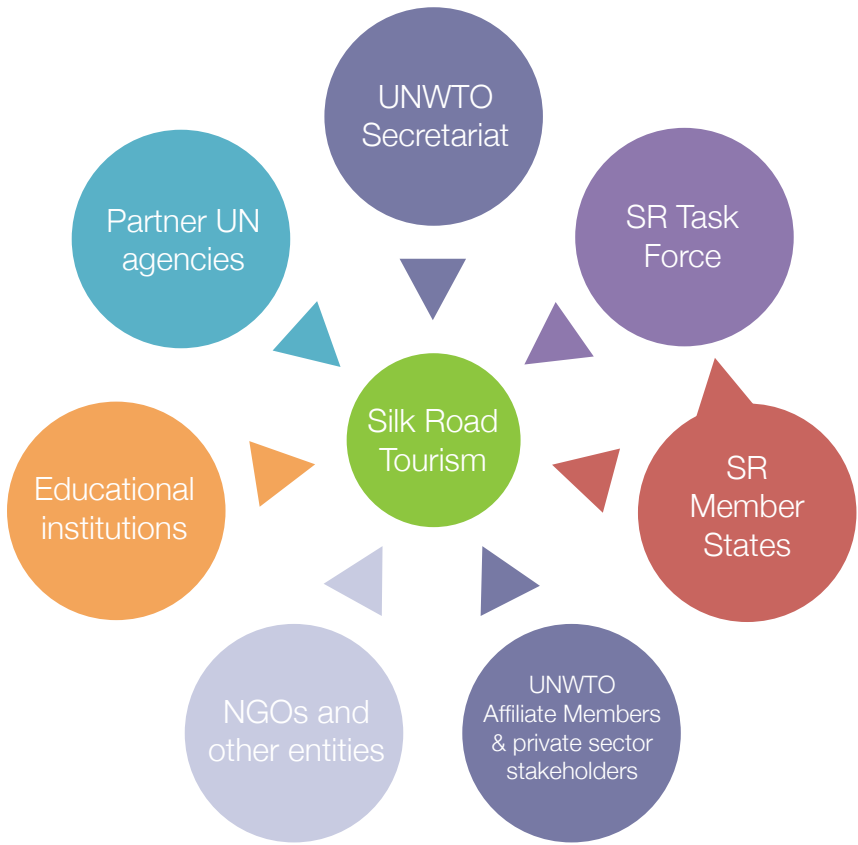 UNWTO
Secretariat
SR Task
Force
Partner UN
agencies
Silk Road
Tourism
SR
Member
States
Educational
institutions
UNWTO
Affiliate Members
& private sector
stakeholders
NGOs and
other entities